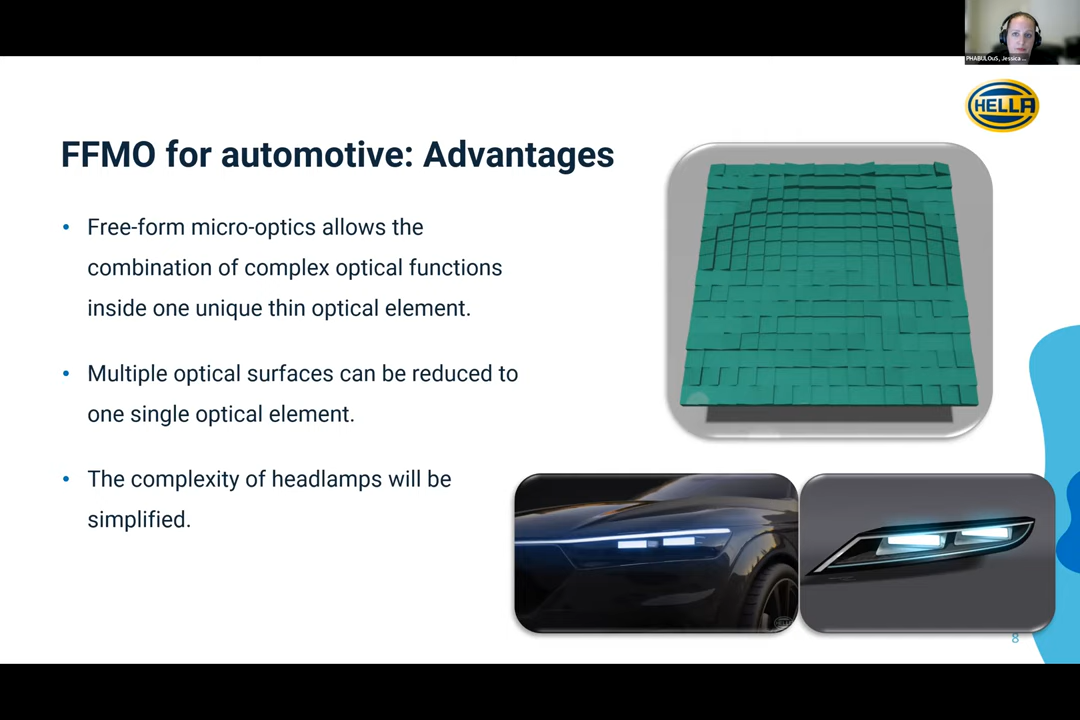 PHABULOuS, Jessica ...
HELLA
FFMO for automotive: Advantages
• Free-form micro-optics allows the
combination of complex optical functions
inside one unique thin optical element.
• Multiple optical surfaces can be reduced to
one single optical element.
• The complexity of headlamps will be
simplified.
HELLA
8